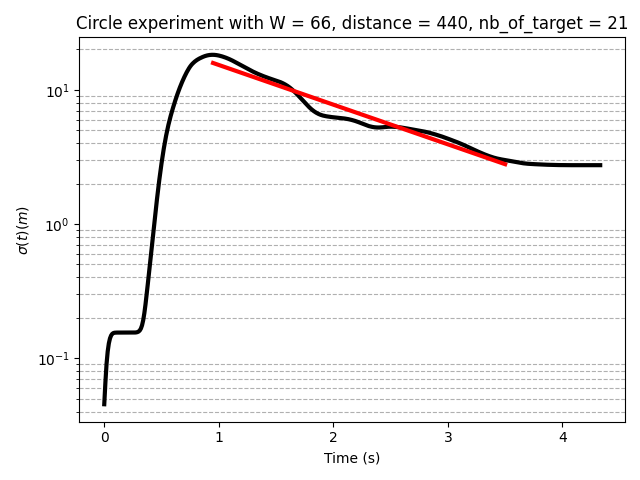 Circle experiment with W = 66, distance = 440, nb_of_target = 21
10¹
10⁰
10⁻¹
σ(t)(m)
0 1 2 3 4
Time (s)